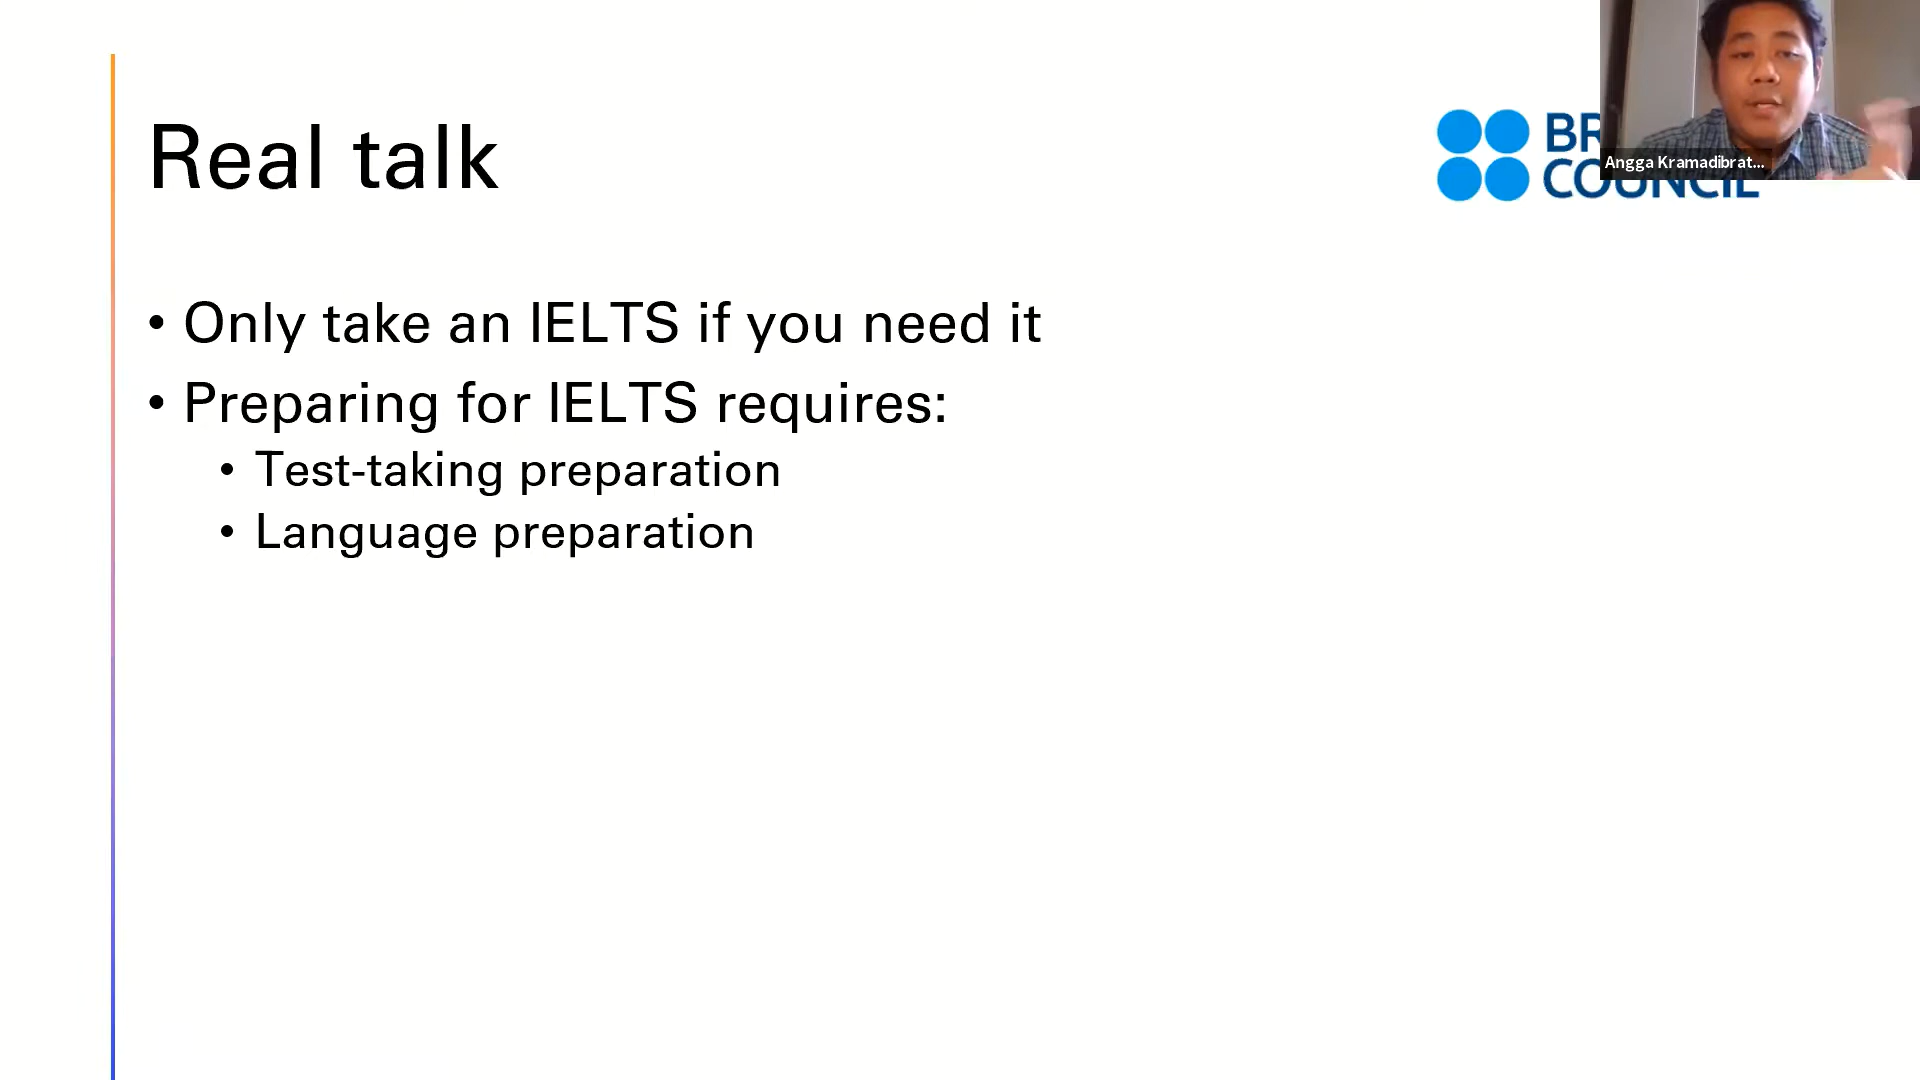 Real talk
BR
COUNCIL
Angga Kramadibrat...
• Only take an IELTS if you need it
• Preparing for IELTS requires:
• Test-taking preparation
• Language preparation